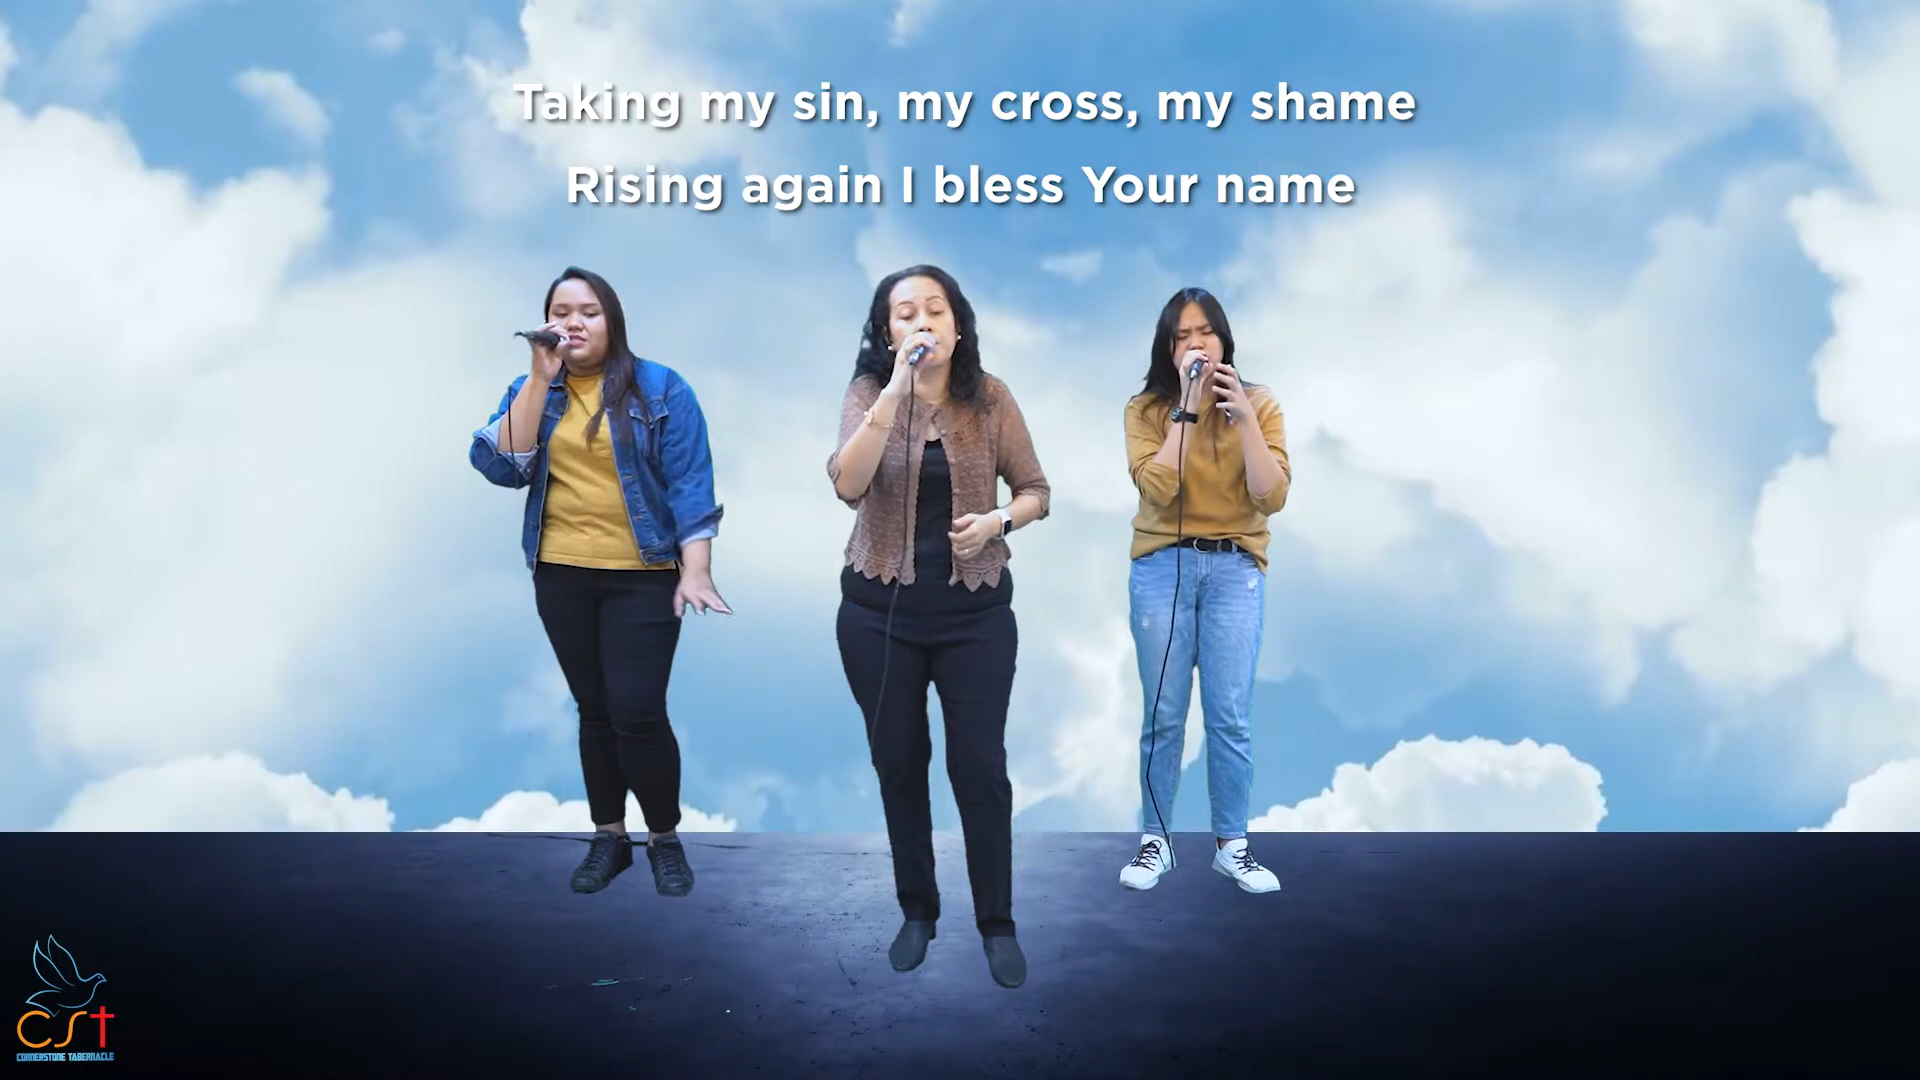 Taking my sin, my cross, my shame
Rising again I bless Your name
CST
CORNERSTONE TABERNACLE